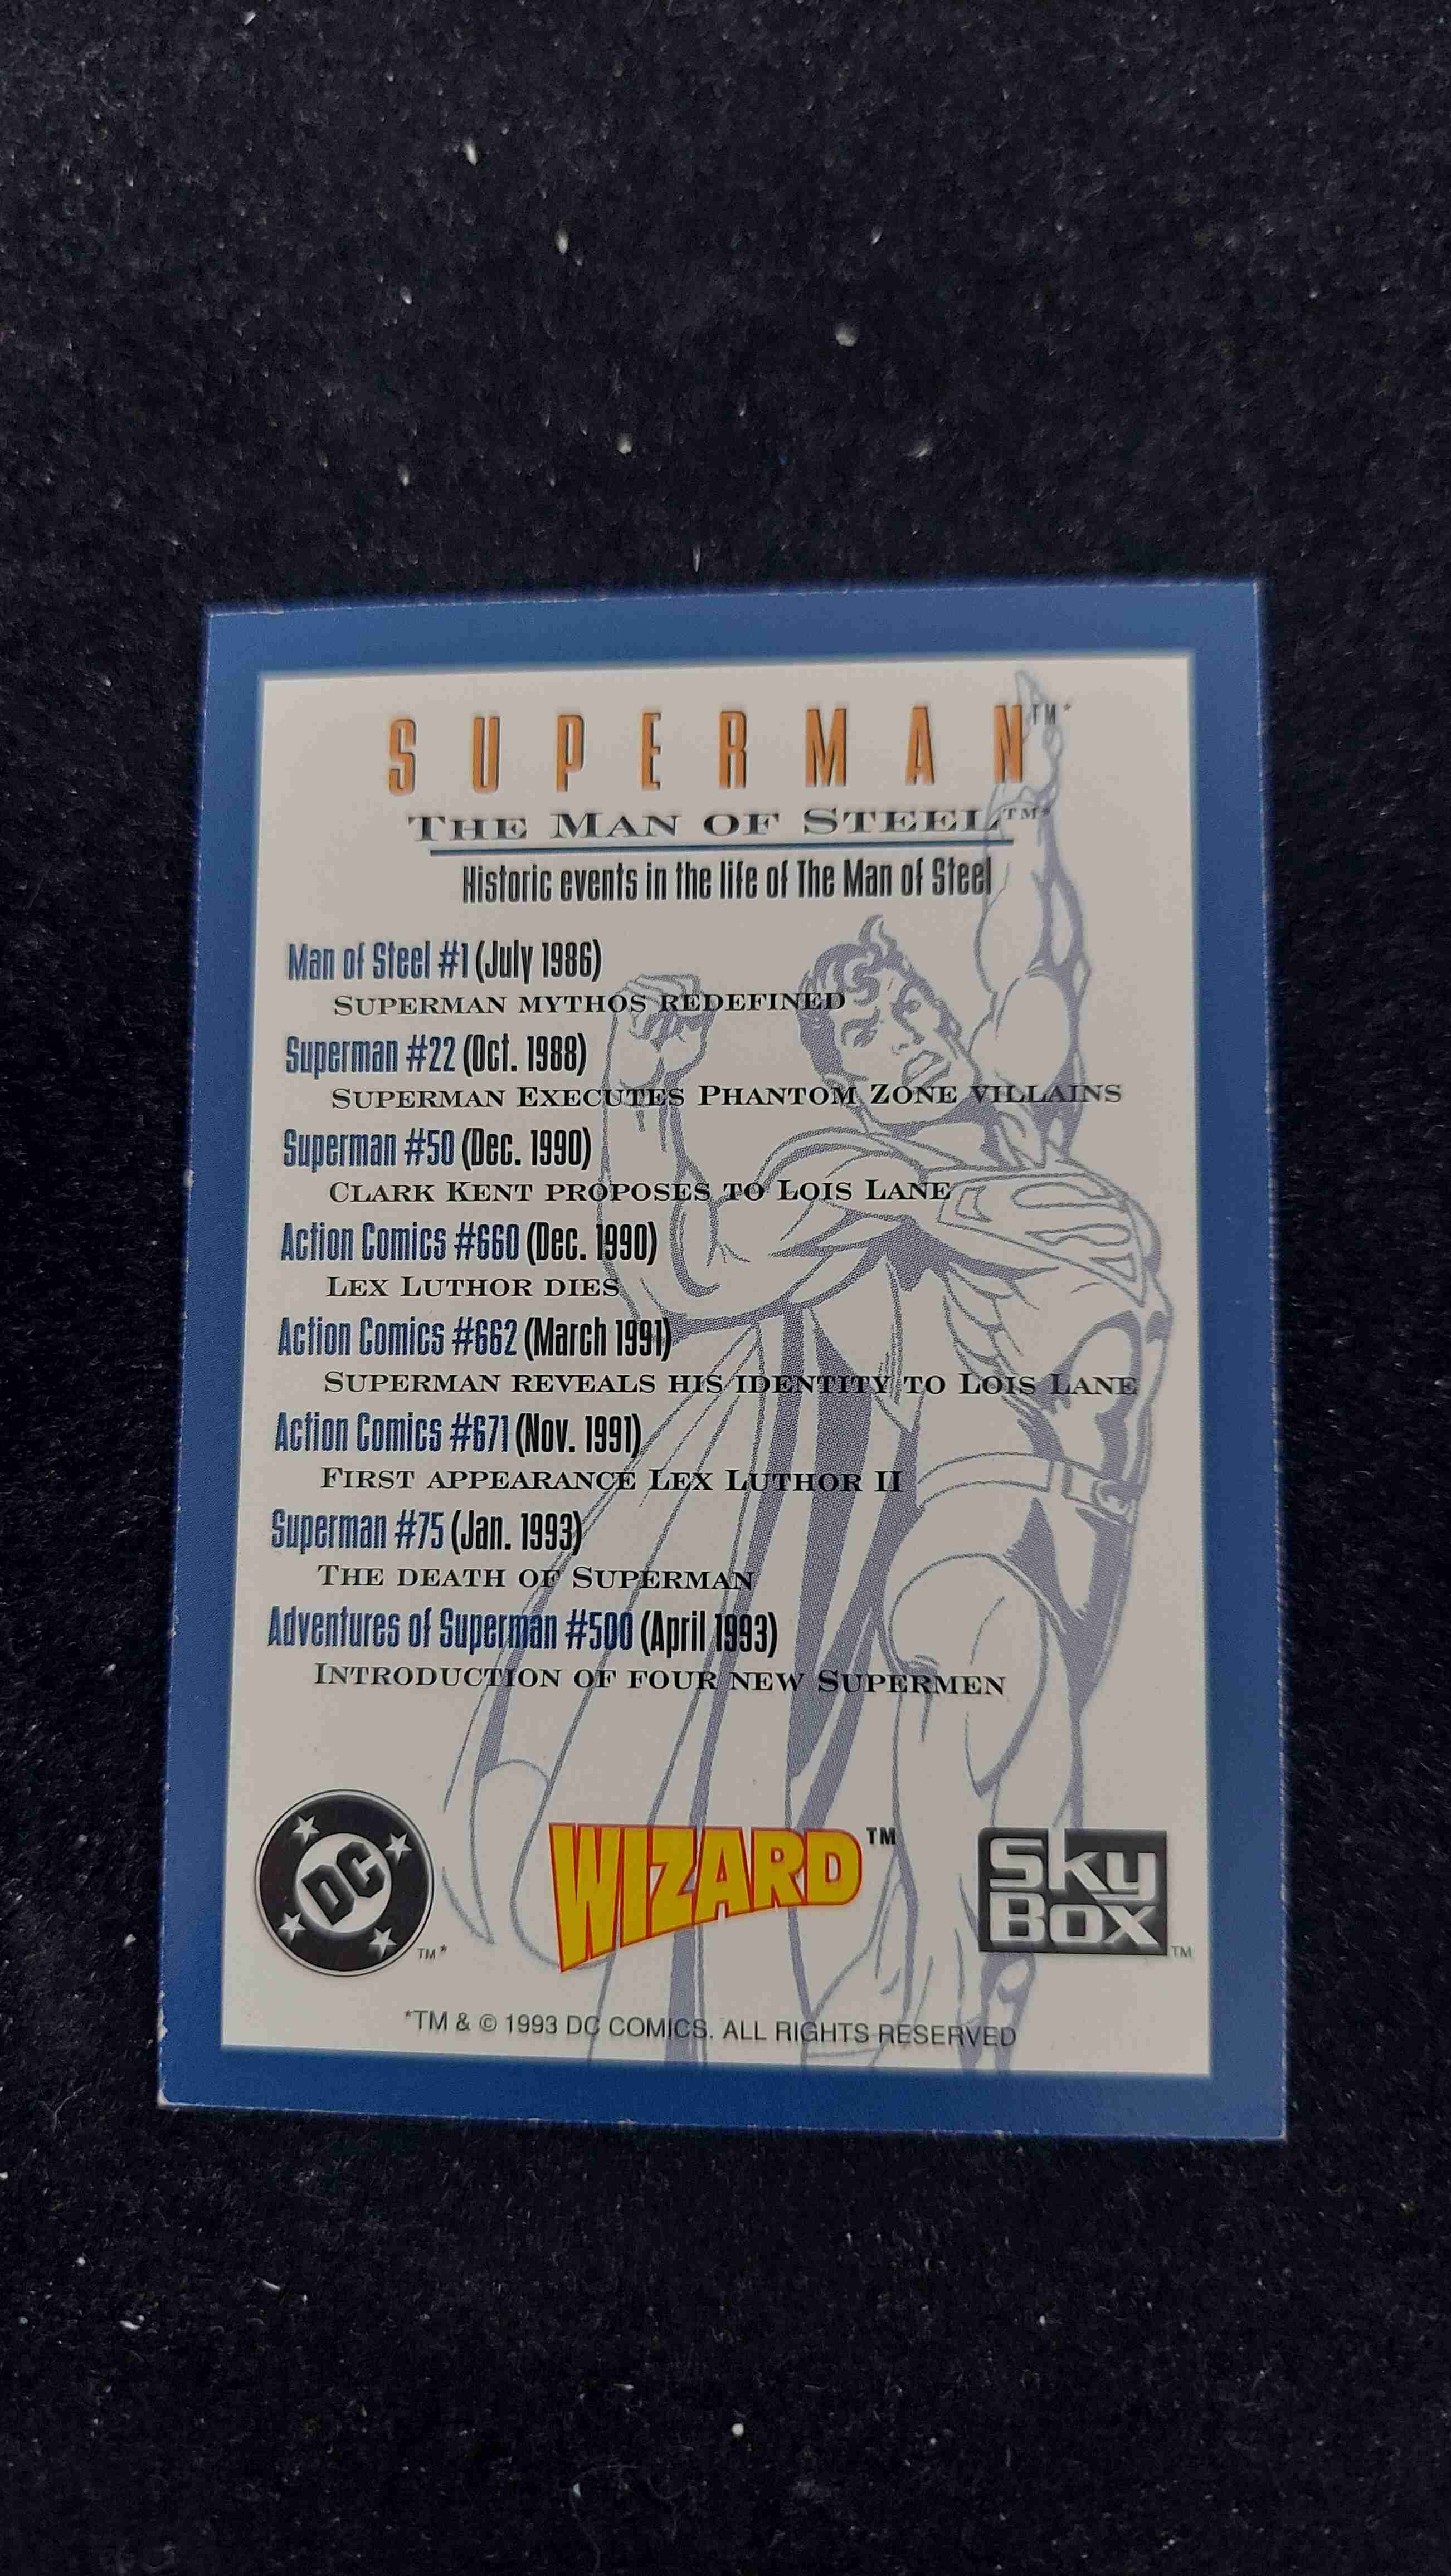 SUPERMAN™*
THE MAN OF STEEL™*
Historic events in the life of The Man of Steel
Man of Steel #1 (July 1986)
SUPERMAN MYTHOS REDEFINED
Superman #22 (Oct. 1988)
SUPERMAN EXECUTES PHANTOM ZONE VILLAINS
Superman #50 (Dec. 1990)
CLARK KENT PROPOSES TO LOIS LANE
Action Comics #660 (Dec. 1990)
LEX LUTHOR DIES
Action Comics #662 (March 1991)
SUPERMAN REVEALS HIS IDENTITY TO LOIS LANE
Action Comics #671 (Nov. 1991)
FIRST APPEARANCE LEX LUTHOR II
Superman #75 (Jan. 1993)
THE DEATH OF SUPERMAN
Adventures of Superman #500 (April 1993)
INTRODUCTION OF FOUR NEW SUPERMEN
DC ™*
WIZARD™
SkyBox™
*TM & © 1993 DC COMICS. ALL RIGHTS RESERVED